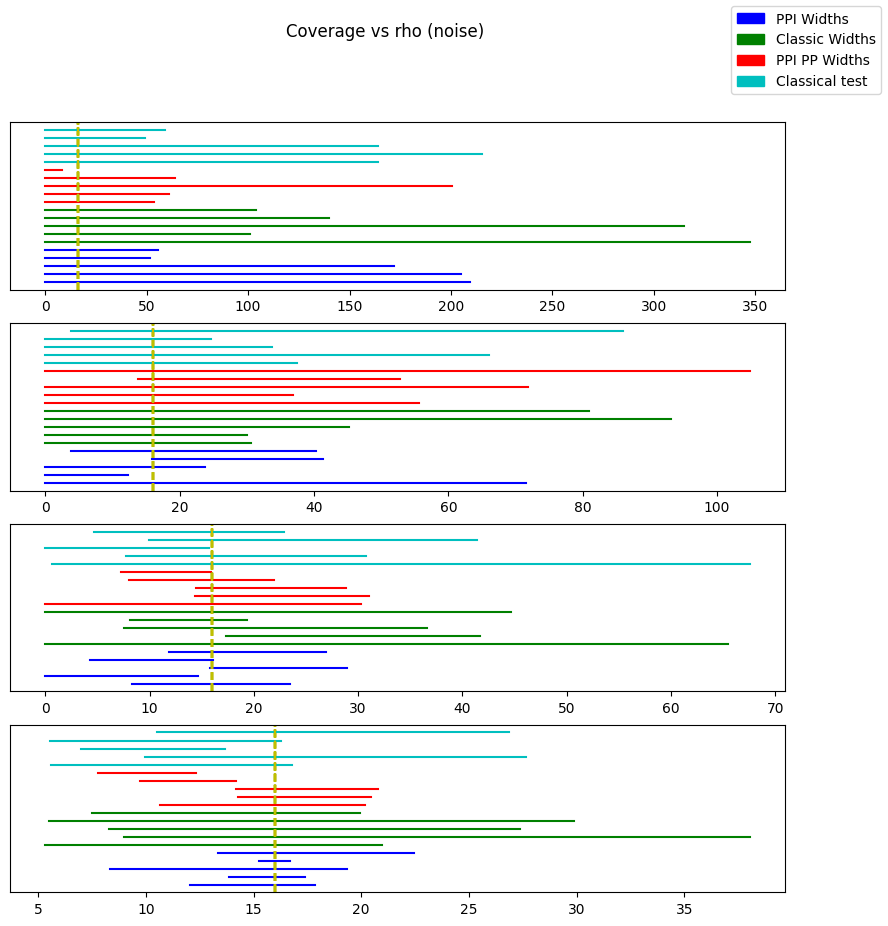 Coverage vs rho (noise)
PPI Widths
Classic Widths
PPI PP Widths
Classical test
0 50 100 150 200 250 300 350
0 20 40 60 80 100
0 10 20 30 40 50 60 70
5 10 15 20 25 30 35